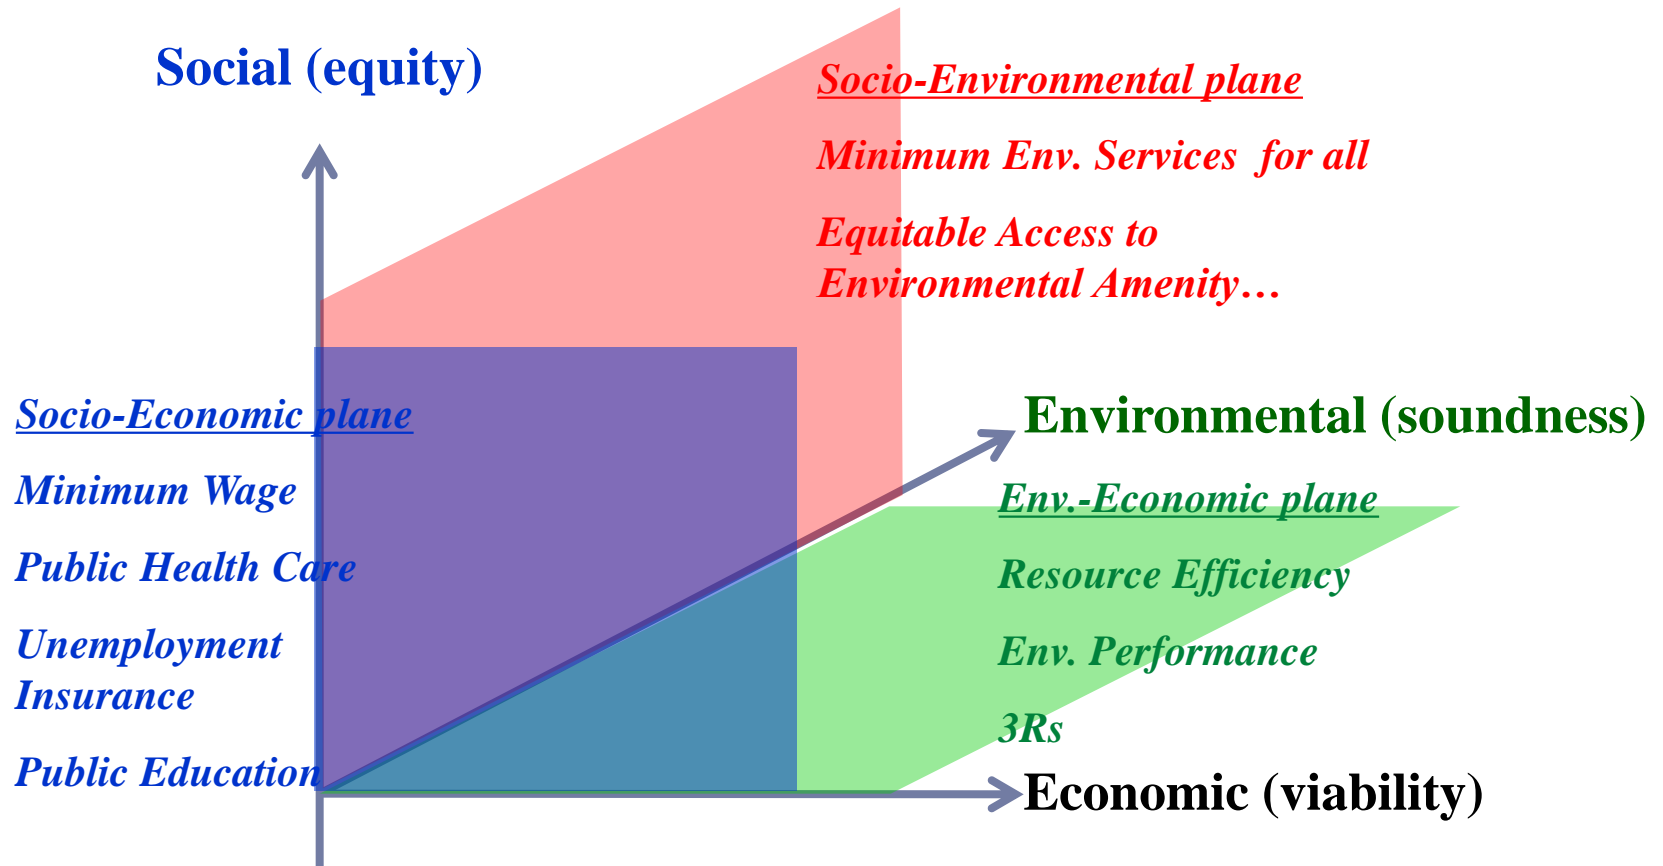 Social (equity)
Socio-Environmental plane
Minimum Env. Services for all
Equitable Access to
Environmental Amenity…
Socio-Economic plane
Minimum Wage
Public Health Care
Unemployment
Insurance
Public Education
Environmental (soundness)
Env.-Economic plane
Resource Efficiency
Env. Performance
3Rs
Economic (viability)